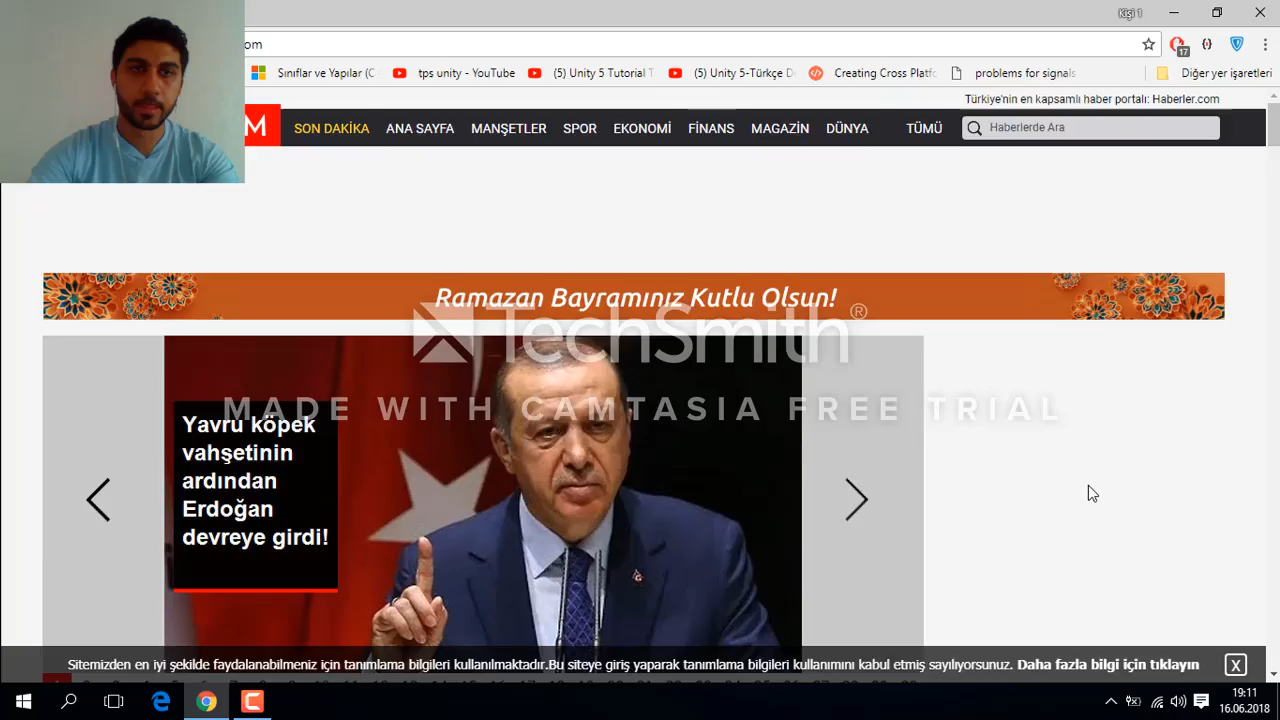 Kişi 1
om
Sınıflar ve Yapılar (C
tps unity - YouTube
(5) Unity 5 Tutorial T
(5) Unity 5-Türkçe D
Creating Cross Platf
problems for signals
Diğer yer işaretleri
17
Türkiye'nin en kapsamlı haber portalı: Haberler.com
M
SON DAKİKA
ANA SAYFA
MANŞETLER
SPOR
EKONOMİ
FİNANS
MAGAZİN
DÜNYA
TÜMÜ
Haberlerde Ara
Ramazan Bayramınız Kutlu Olsun!
TechSmith®
MADE WITH CAMTASIA FREE TRIAL
Yavru köpek
vahşetinin
ardından
Erdoğan
devreye girdi!
Sitemizden en iyi şekilde faydalanabilmeniz için tanımlama bilgileri kullanılmaktadır.Bu siteye giriş yaparak tanımlama bilgileri kullanımını kabul etmiş sayılıyorsunuz. Daha fazla bilgi için tıklayın
X
19:11
16.06.2018